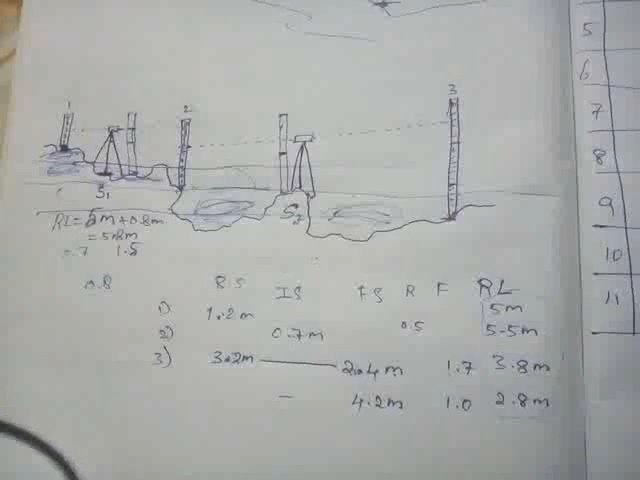 1
2
3
S1
S2
RL = 5m + 0.8m
= 5.8m
= .7 1.5
0.8
B.S IS FS R F RL
1) 1.2m 5m
2) 0.7m 0.5 5.5m
3) 3.2m 2.4m 1.7 3.8m
- 4.2m 1.0 2.8m
5
6
7
8
9
10
11